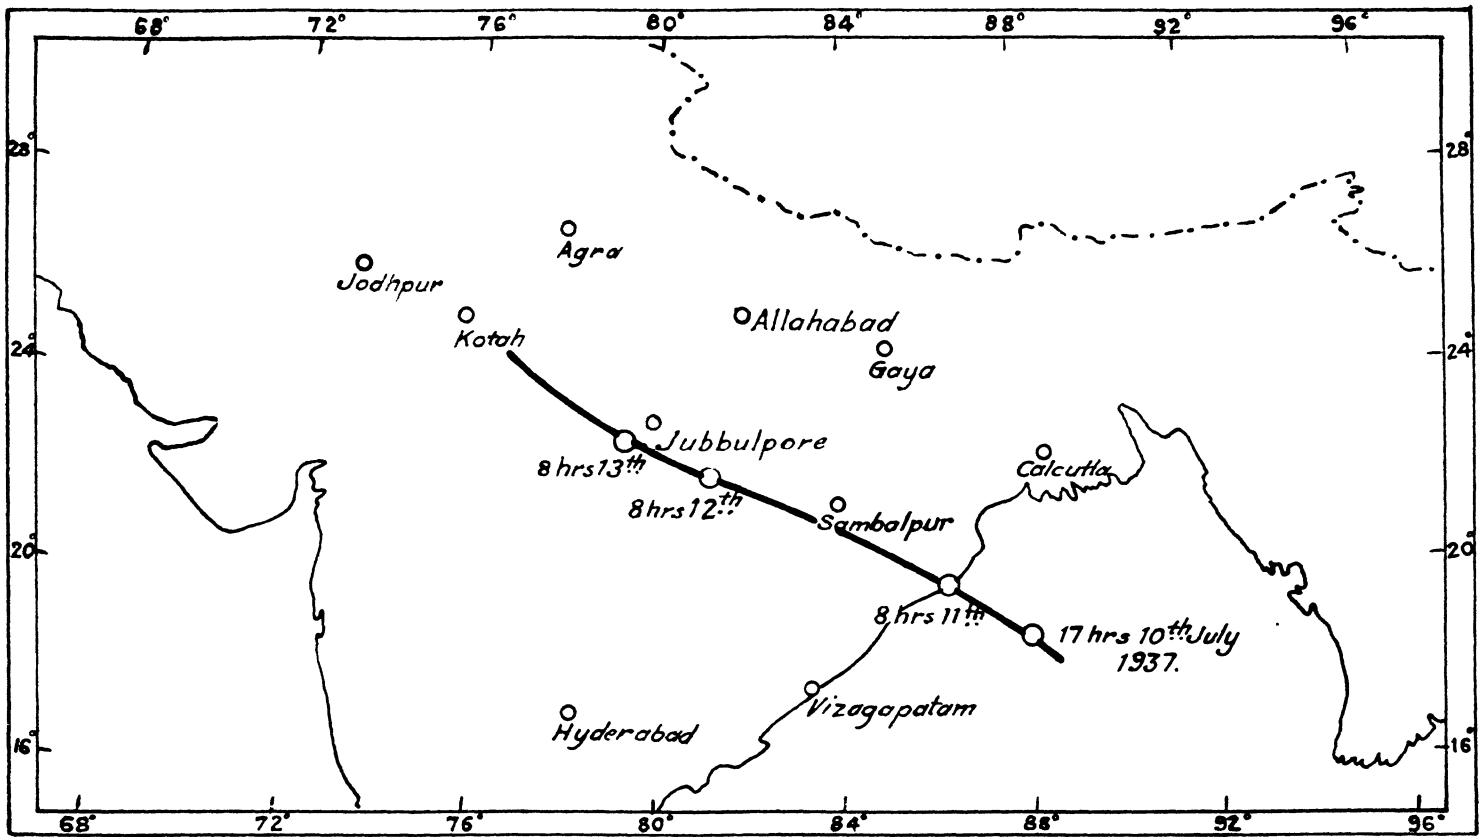 68° 72° 76° 80° 84° 88° 92° 96°
28° 28°
Agra
Jodhpur
Allahabad
Kotah
24° 24°
Gaya
Jubbulpore
8 hrs 13th
Calcutta
8 hrs 12th
Sambalpur
20° 20°
8 hrs 11th
17 hrs 10th July
1937.
Vizagapatam
Hyderabad
16° 16°
68° 72° 76° 80° 84° 88° 92° 96°